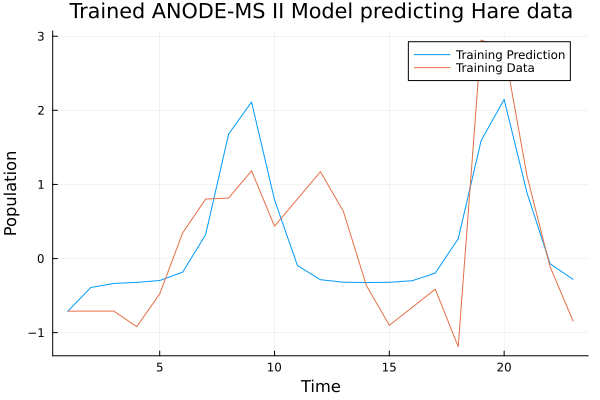 Trained ANODE-MS II Model predicting Hare data
Training Prediction
Training Data
Population
3
2
1
0
−1
5
10
15
20
Time